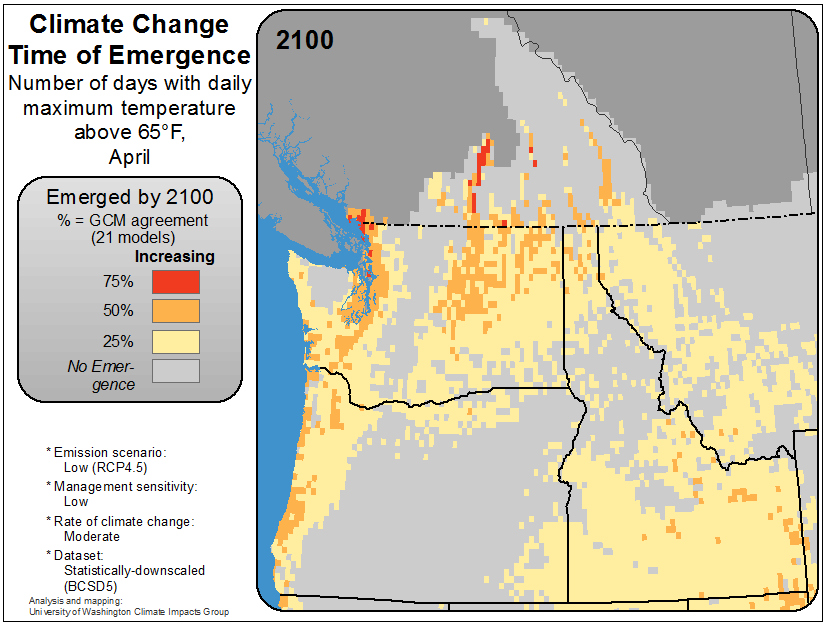 Climate Change
Time of Emergence
Number of days with daily
maximum temperature
above 65°F,
April
2100
Emerged by 2100
% = GCM agreement
(21 models)
Increasing
75%
50%
25%
No Emer-
gence
* Emission scenario:
Low (RCP4.5)
* Management sensitivity:
Low
* Rate of climate change:
Moderate
* Dataset:
Statistically-downscaled
(BCSD5)
Analysis and mapping:
University of Washington Climate Impacts Group